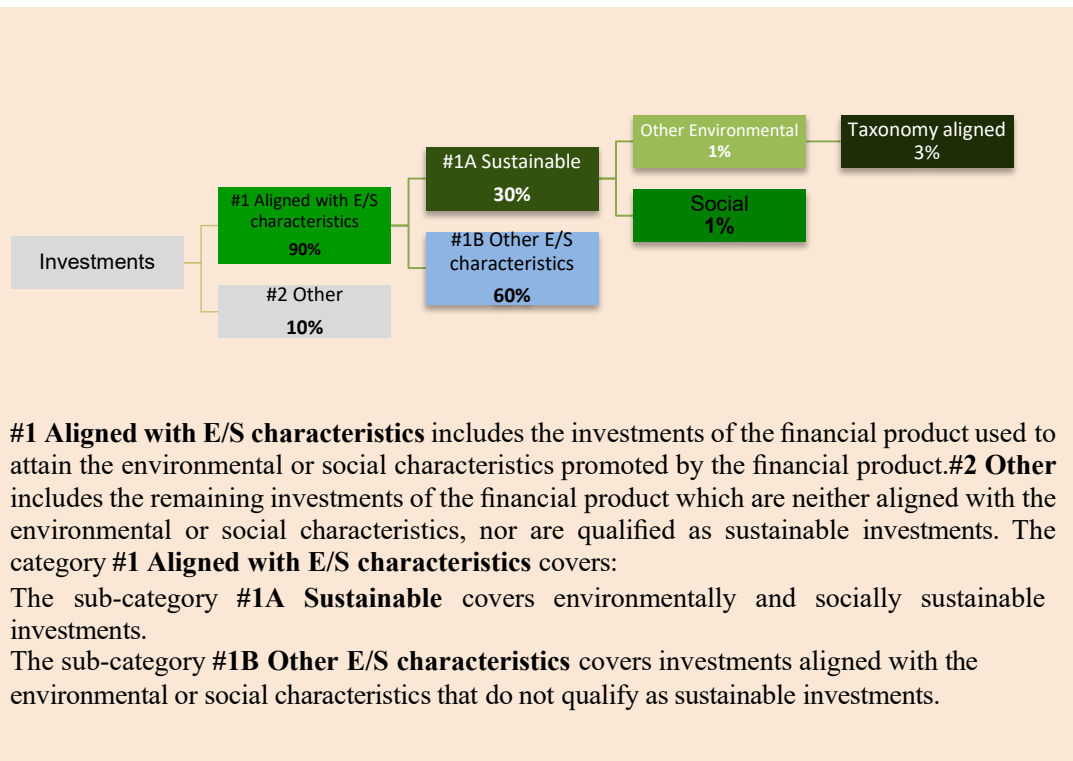 Investments
#1 Aligned with E/S
characteristics
90%
#2 Other
10%
#1A Sustainable
30%
#1B Other E/S
characteristics
60%
Other Environmental
1%
Social
1%
Taxonomy aligned
3%
#1 Aligned with E/S characteristics includes the investments of the financial product used to
attain the environmental or social characteristics promoted by the financial product.#2 Other
includes the remaining investments of the financial product which are neither aligned with the
environmental or social characteristics, nor are qualified as sustainable investments. The
category #1 Aligned with E/S characteristics covers:
The sub-category #1A Sustainable covers environmentally and socially sustainable
investments.
The sub-category #1B Other E/S characteristics covers investments aligned with the
environmental or social characteristics that do not qualify as sustainable investments.